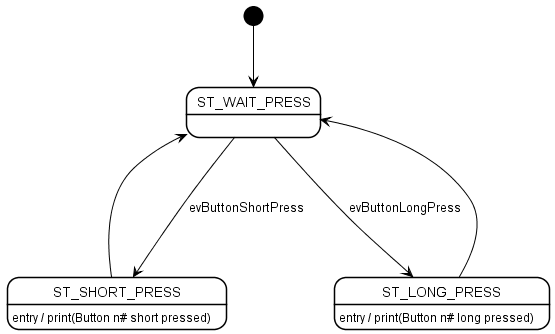 ST_WAIT_PRESS
evButtonShortPress
evButtonLongPress
ST_SHORT_PRESS
entry / print(Button n# short pressed)
ST_LONG_PRESS
entry / print(Button n# long pressed)